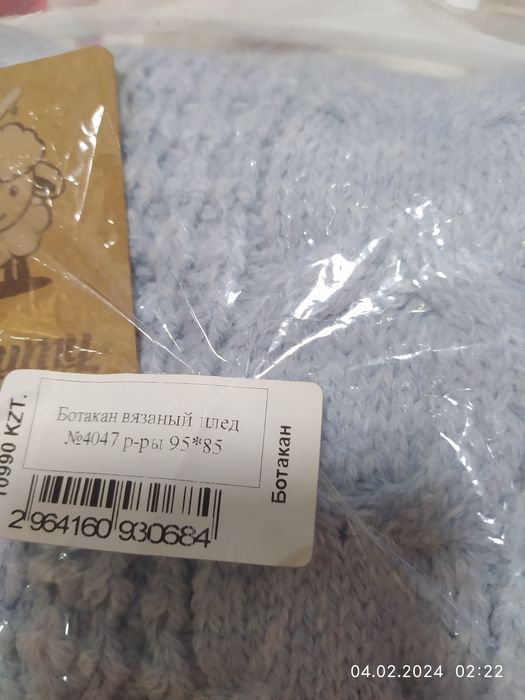 Ботакан вязаный плед
№4047 р-ры 95*85
10990 KZT.
Ботакан
2 964160 930684
04.02.2024 02:22